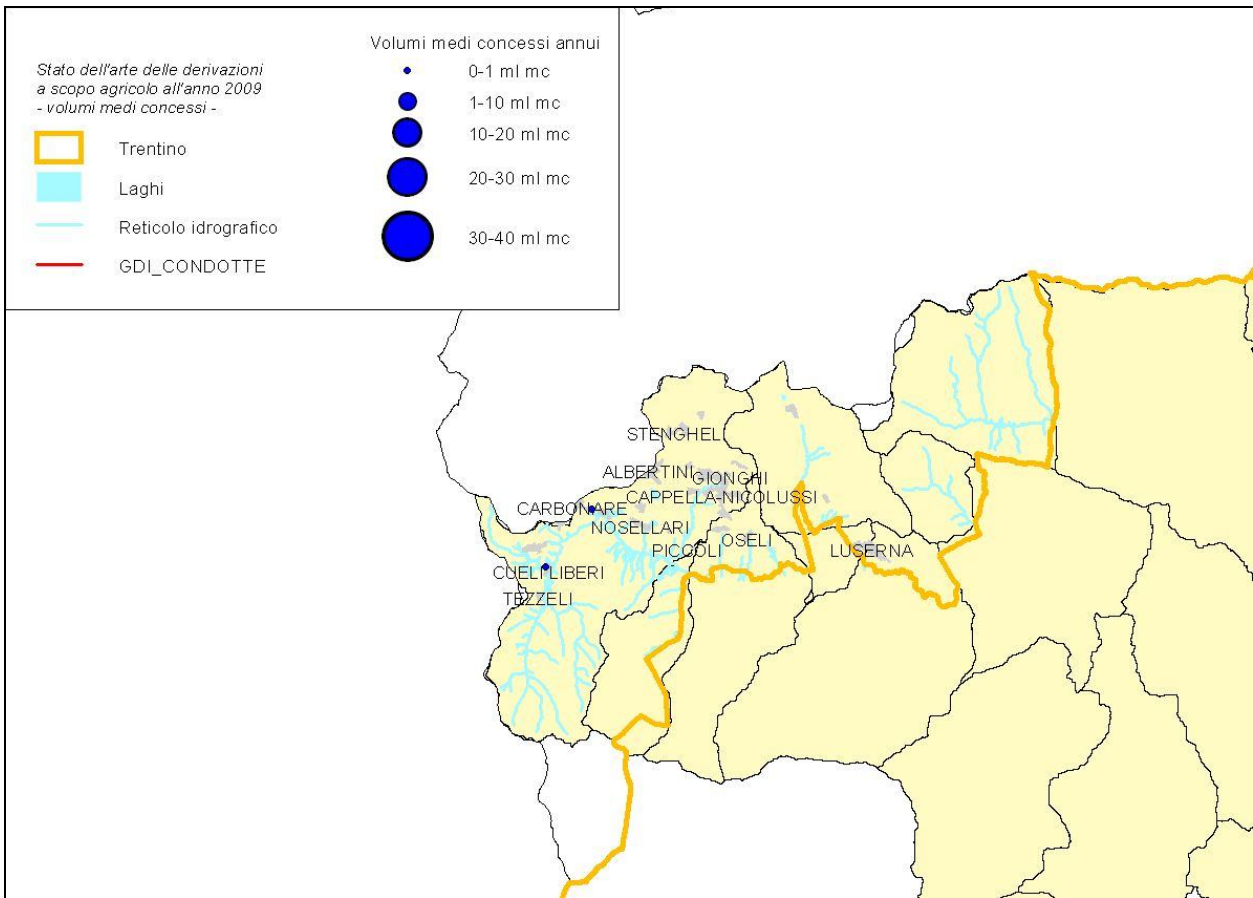 Stato dell'arte delle derivazioni
a scopo agricolo all'anno 2009
- volumi medi concessi -
Trentino
Laghi
Reticolo idrografico
GDI_CONDOTTE
Volumi medi concessi annui
0-1 ml mc
1-10 ml mc
10-20 ml mc
20-30 ml mc
30-40 ml mc
STENGHEL
ALBERTINI
GIONGHI
CAPPELLA-NICOLUSSI
CARBONARE
NOSELLARI
OSELI
PICCOLI
LUSERNA
CUELI LIBERI
TEZZELI